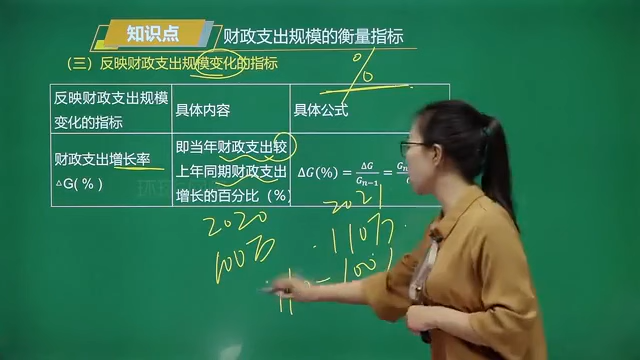 知识点
财政支出规模的衡量指标
（三）反映财政支出规模变化的指标
%
反映财政支出规模
变化的指标
具体内容
具体公式
财政支出增长率
△G(%)
即当年财政支出较
上年同期财政支出
增长的百分比（%）
ΔG(%) = ΔG/Gₙ₋₁ =
2020
2021
100万
110万